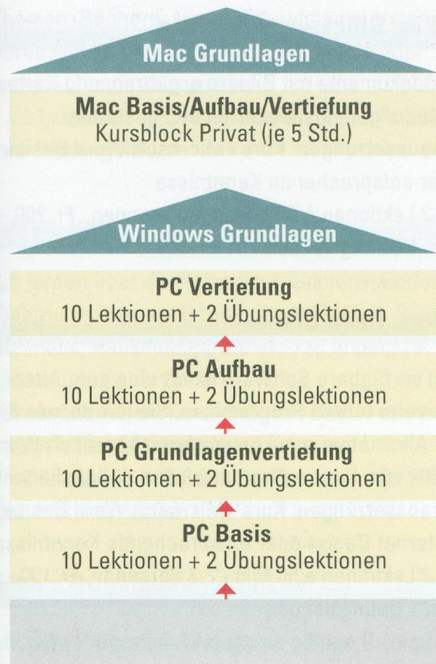 Mac Grundlagen
Mac Basis/Aufbau/Vertiefung
Kursblock Privat (je 5 Std.)
Windows Grundlagen
PC Vertiefung
10 Lektionen + 2 Übungslektionen
PC Aufbau
10 Lektionen + 2 Übungslektionen
PC Grundlagenvertiefung
10 Lektionen + 2 Übungslektionen
PC Basis
10 Lektionen + 2 Übungslektionen